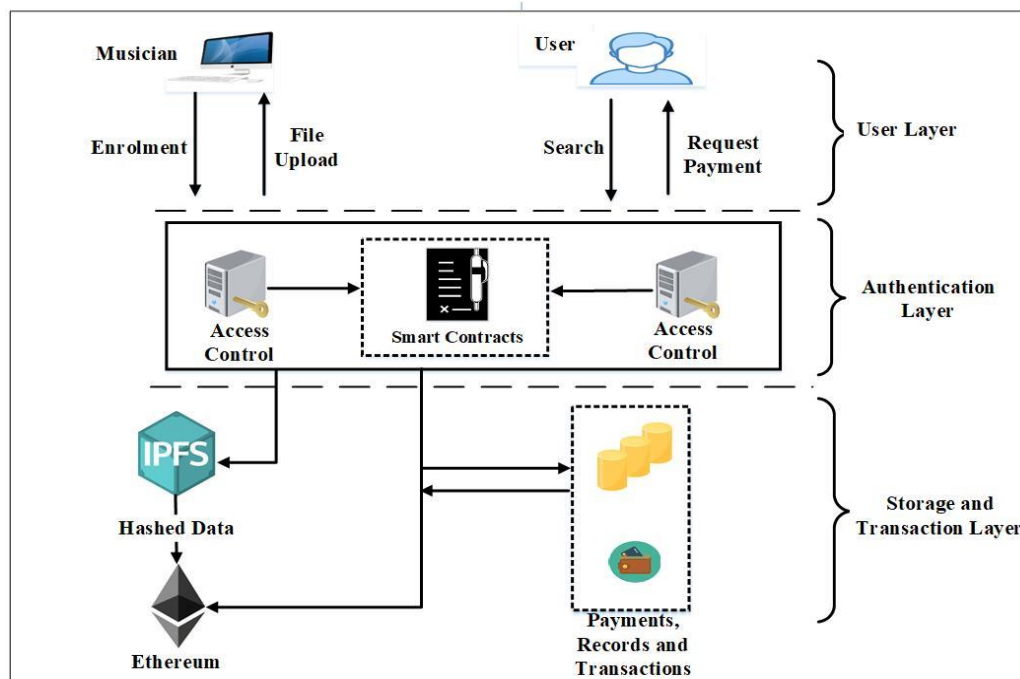 Musician
User
Enrolment
File
Upload
Search
Request
Payment
User Layer
Access
Control
Smart Contracts
Access
Control
Authentication
Layer
IPFS
Hashed Data
Ethereum
Payments,
Records and
Transactions
Storage and
Transaction Layer